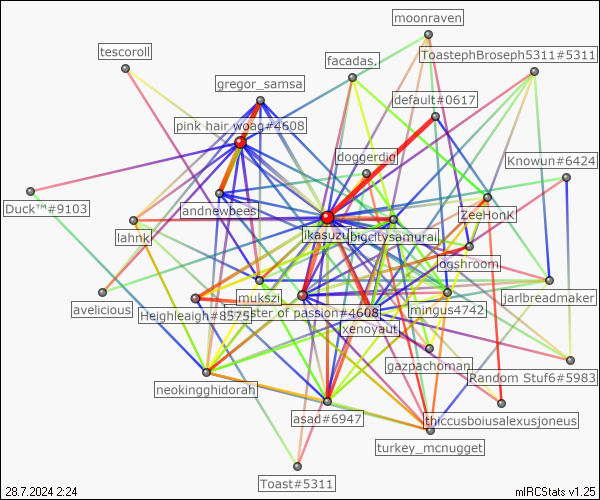 moonraven
tescoroll
ToastephBroseph5311#5311
facadas.
gregor_samsa
default#0617
pink hair woag#4608
doggerdig
Knowun#6424
Duck™#9103
andnewbees
ZeeHonK
lahnk
ikasuzu
bigcitysamurai
ogshroom
mukszi
jarlbreadmaker
avelicious
Heighleaigh#8575
ster of passion#4608
mingus4742
xenoyaut
gazpachoman
Random Stuf6#5983
neokingghidorah
asad#6947
thiccusboiusalexusjoneus
turkey_mcnugget
Toast#5311
28.7.2024 2:24
mIRCStats v1.25